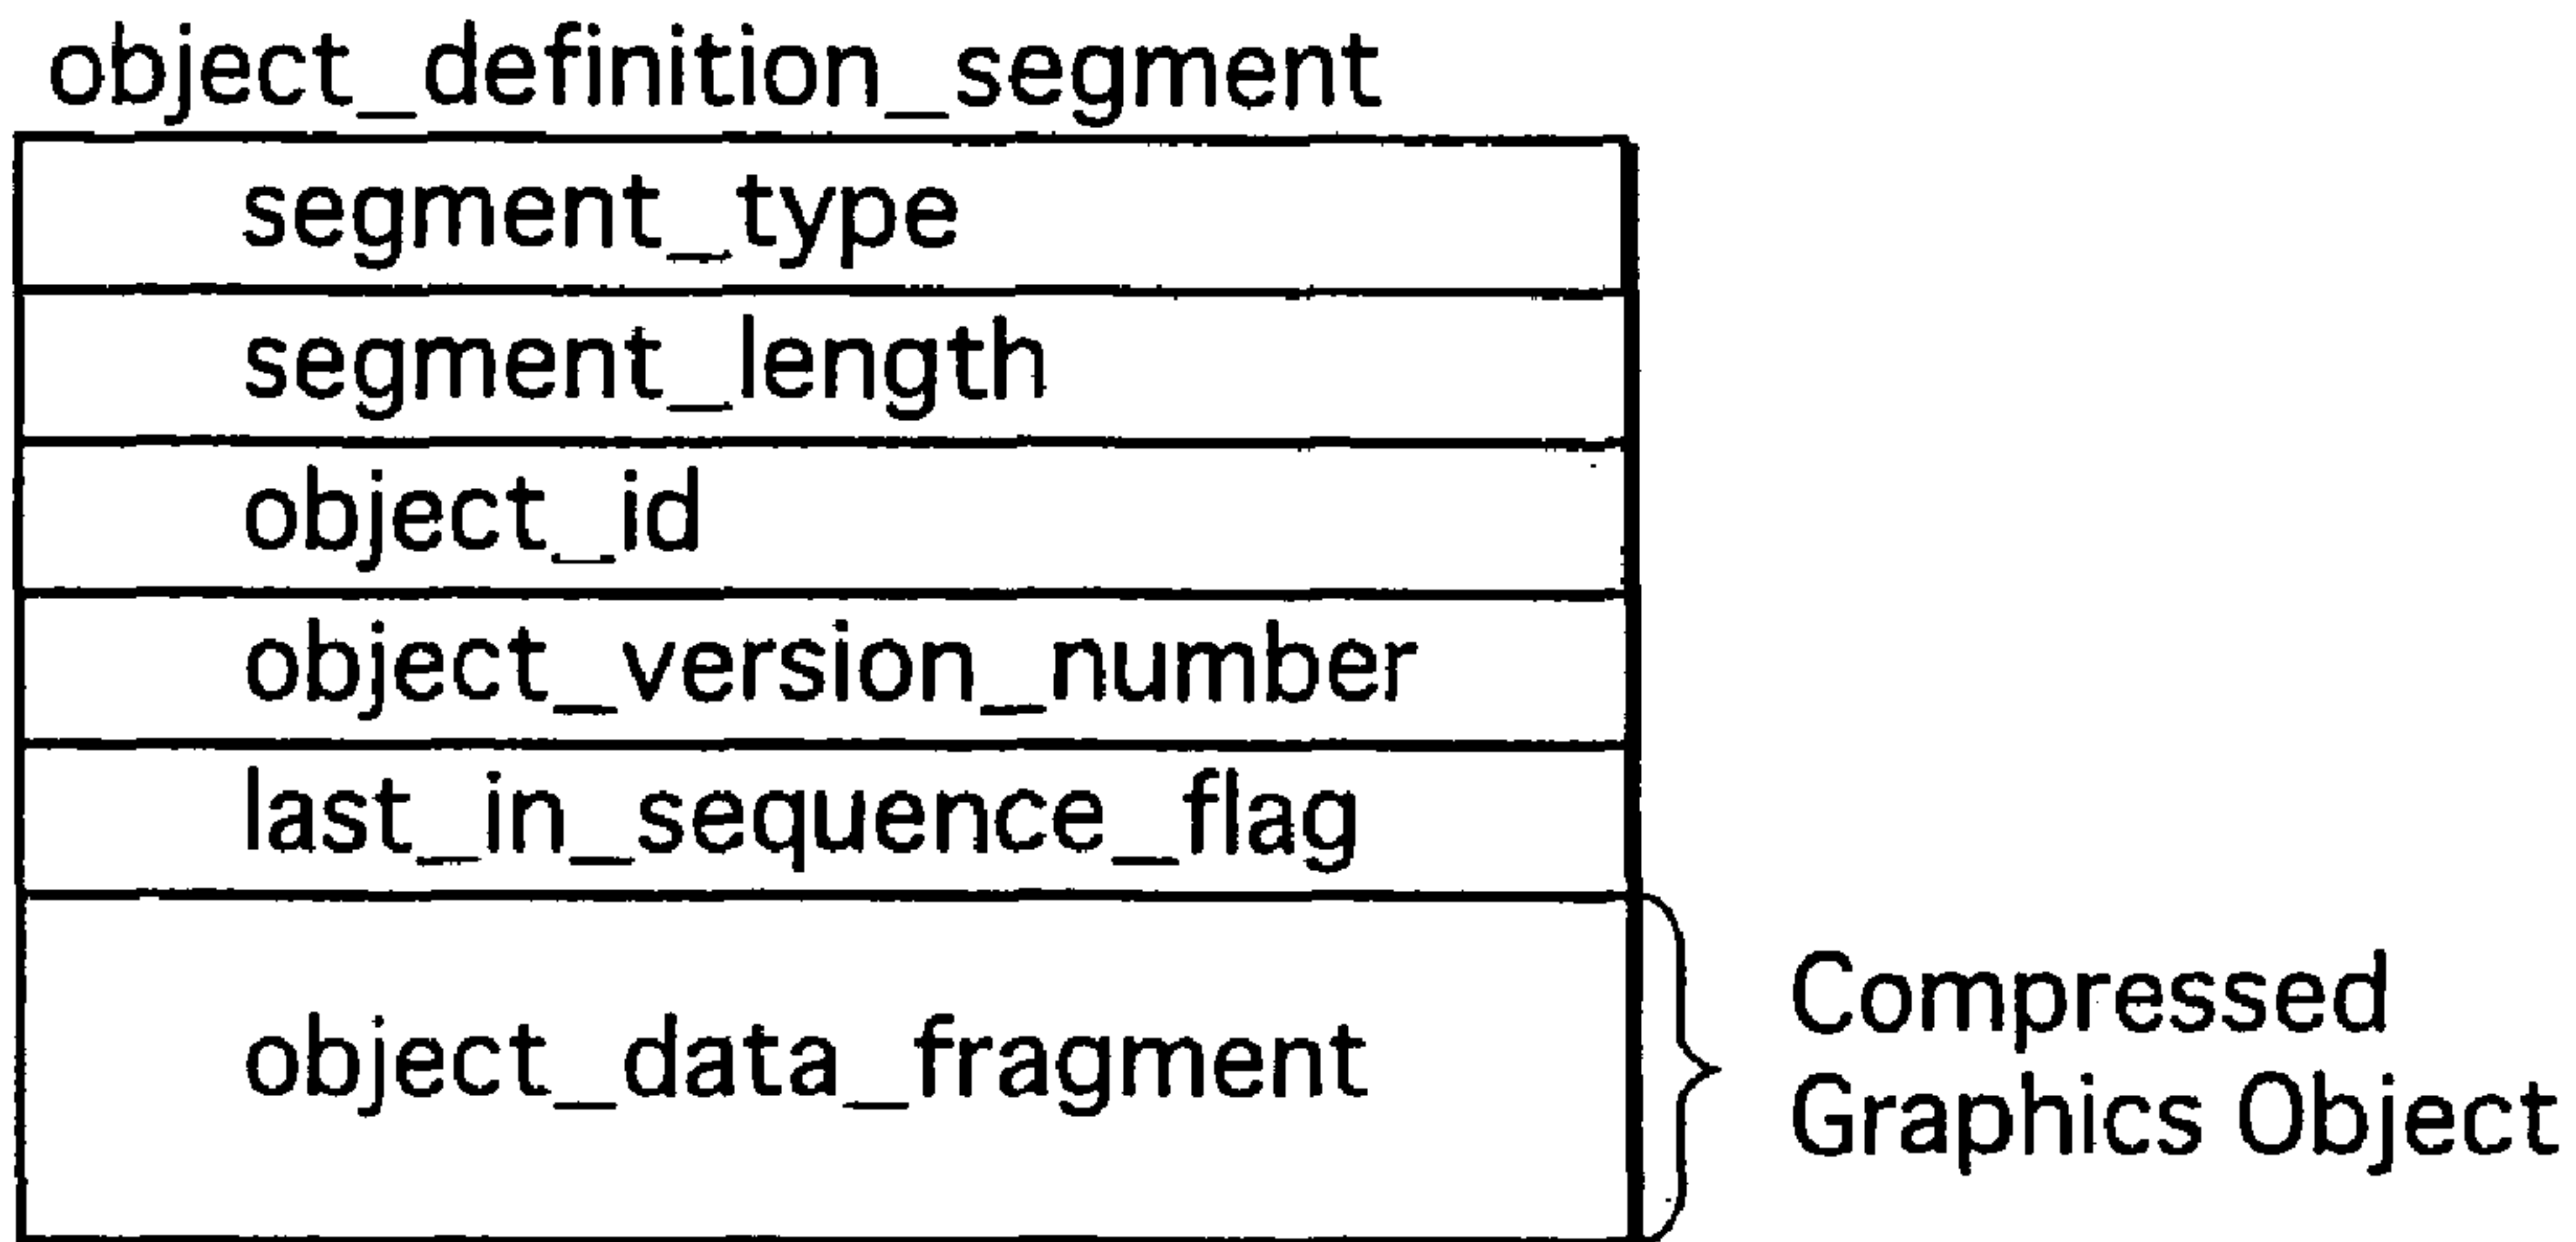 object_definition_segment
segment_type
segment_length
object_id
object_version_number
last_in_sequence_flag
object_data_fragment
Compressed
Graphics Object